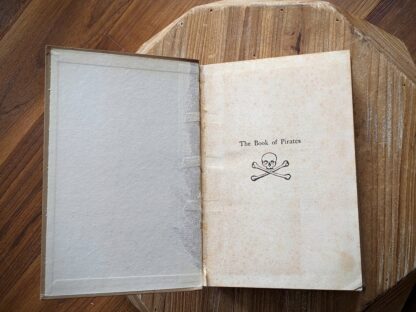 The Book of Pirates